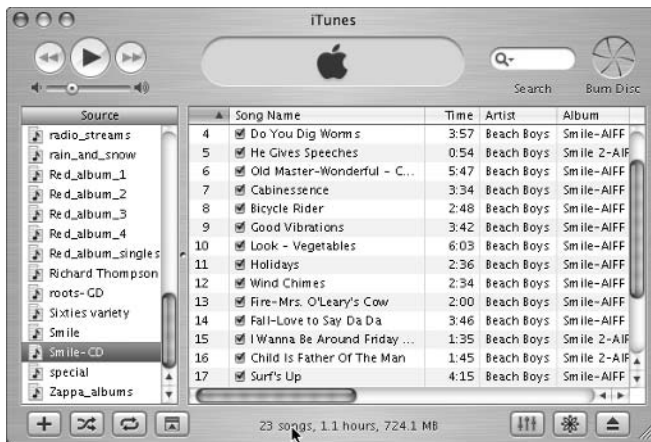 iTunes
Search
Burn Disc
Source
radio_streams
rain_and_snow
Red_album_1
Red_album_2
Red_album_3
Red_album_4
Red_album_singles
Richard Thompson
roots-GD
Sixties variety
Smile
Smile-CD
special
Zappa_albums
Song Name Time Artist Album
4 Do You Dig Worms 3:57 Beach Boys Smile-AIFF
5 He Gives Speeches 0:54 Beach Boys Smile 2-AIF
6 Old Master-Wonderful - C... 5:47 Beach Boys Smile-AIFF
7 Cabinessence 3:34 Beach Boys Smile-AIFF
8 Bicycle Rider 2:48 Beach Boys Smile-AIFF
9 Good Vibrations 3:42 Beach Boys Smile-AIFF
10 Look - Vegetables 6:03 Beach Boys Smile-AIFF
11 Holidays 2:36 Beach Boys Smile-AIFF
12 Wind Chimes 2:34 Beach Boys Smile-AIFF
13 Fire-Mrs. O'Leary's Cow 2:00 Beach Boys Smile-AIFF
14 Fall-Love to Say Da Da 3:46 Beach Boys Smile-AIFF
15 I Wanna Be Around Friday ... 1:35 Beach Boys Smile 2-AIF
16 Child Is Father Of The Man 1:45 Beach Boys Smile 2-AIF
17 Surf's Up 4:15 Beach Boys Smile-AIFF
23 songs, 1.1 hours, 724.1 MB